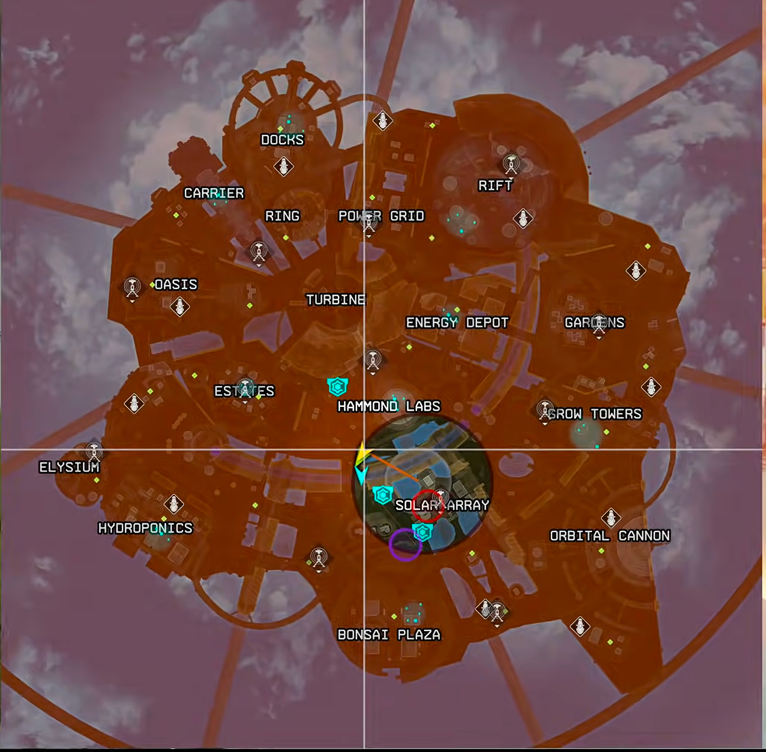 DOCKS
CARRIER
RIFT
RING
POWER GRID
OASIS
TURBINE
ENERGY DEPOT
GARDENS
ESTATES
HAMMOND LABS
GROW TOWERS
ELYSIUM
SOLAR ARRAY
HYDROPONICS
ORBITAL CANNON
BONSAI PLAZA